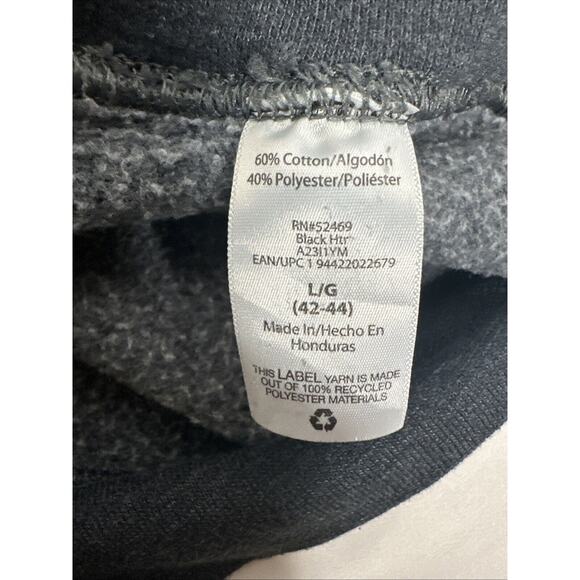 60% Cotton/Algodón
40% Polyester/Poliéster
RN#52469
Black Htr
A23I1YM
EAN/UPC 1 94422022679
L/G
(42-44)
Made In/Hecho En
Honduras
THIS LABEL YARN IS MADE
OUT OF 100% RECYCLED
POLYESTER MATERIALS